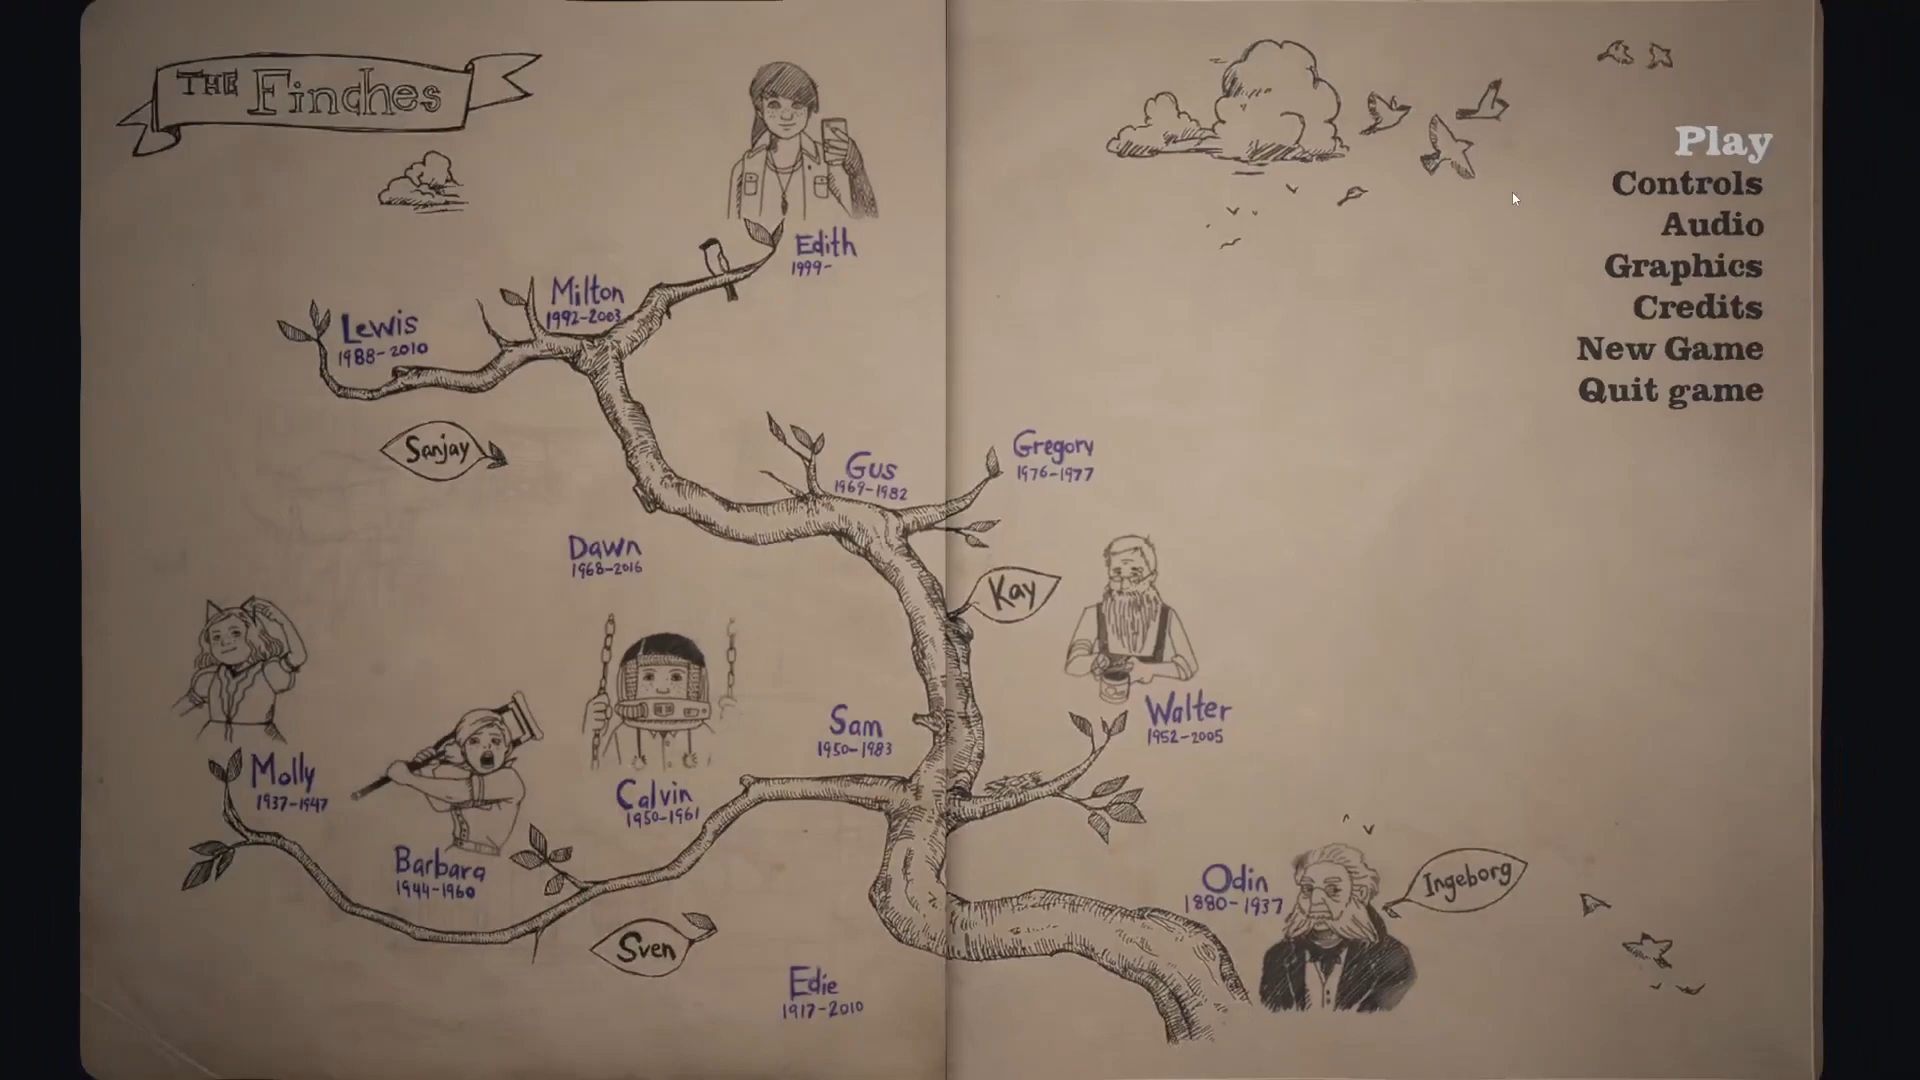 THE Finches
Edith
1999-
Milton
1992-2003
Lewis
1988-2010
Sanjay
Gus
1969-1982
Gregory
1976-1977
Dawn
1968-2016
Kay
Walter
1952-2005
Sam
1950-1983
Calvin
1950-1961
Molly
1937-1947
Barbara
1944-1960
Sven
Edie
1917-2010
Odin
1880-1937
Ingeborg
Play
Controls
Audio
Graphics
Credits
New Game
Quit game